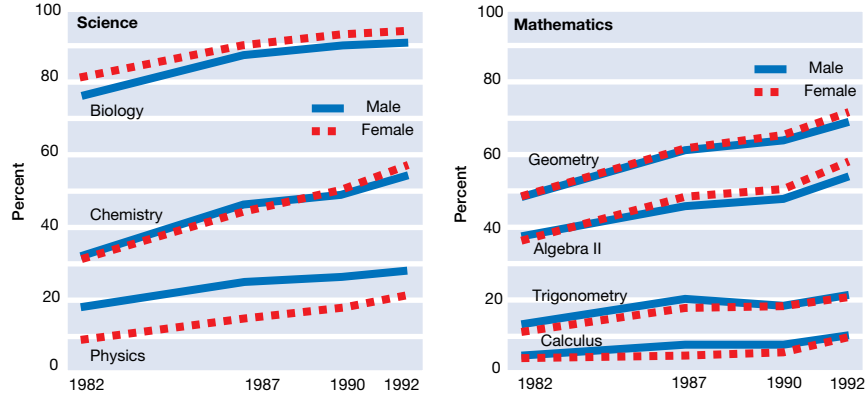 Science
Percent
100
80
60
40
20
0
Biology
Male
Female
Chemistry
Physics
1982
1987
1990
1992
Mathematics
Percent
100
80
60
40
20
0
Male
Female
Geometry
Algebra II
Trigonometry
Calculus
1982
1987
1990
1992